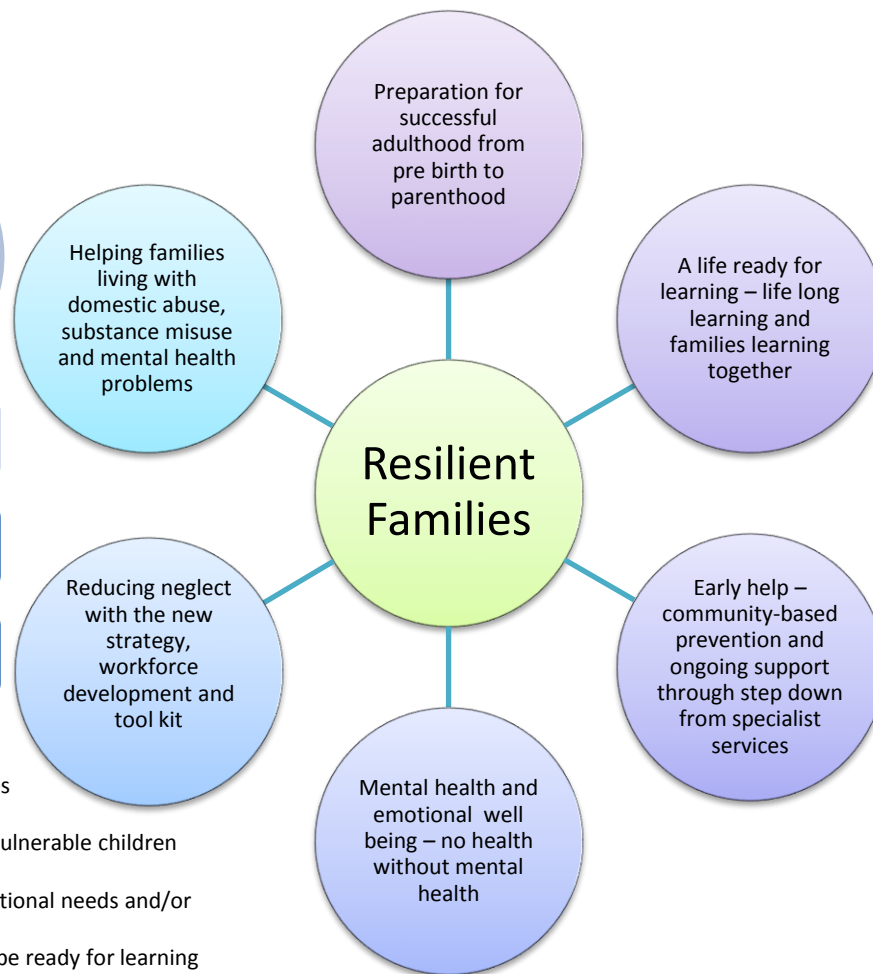 Preparation for
successful
adulthood from
pre birth to
parenthood
A life ready for
learning – life long
learning and
families learning
together
Early help –
community-based
prevention and
ongoing support
through step down
from specialist
services
Mental health and
emotional well
being – no health
without mental
health
Reducing neglect
with the new
strategy,
workforce
development and
tool kit
Helping families
living with
domestic abuse,
substance misuse
and mental health
problems
Resilient
Families
vulnerable children
needs and/or
be ready for learning